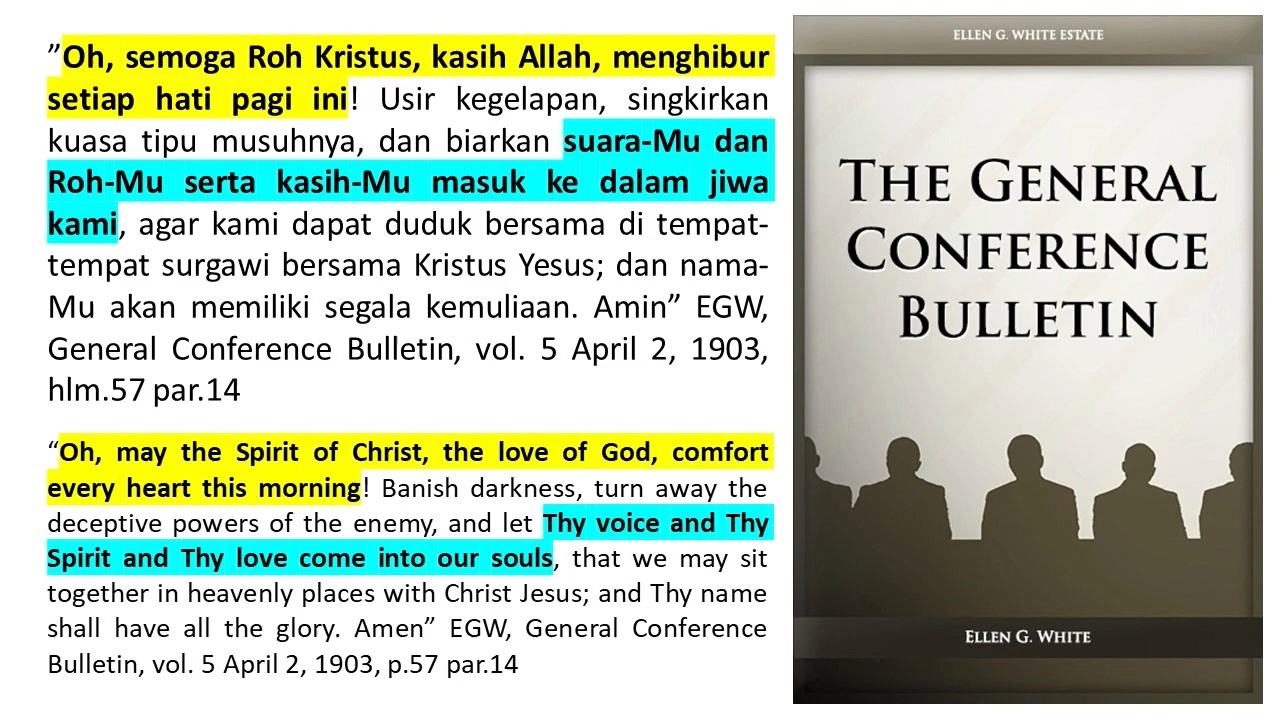 ”Oh, semoga Roh Kristus, kasih Allah, menghibur
setiap hati pagi ini! Usir kegelapan, singkirkan
kuasa tipu musuhnya, dan biarkan suara-Mu dan
Roh-Mu serta kasih-Mu masuk ke dalam jiwa
kami, agar kami dapat duduk bersama di tempat-
tempat surgawi bersama Kristus Yesus; dan nama-
Mu akan memiliki segala kemuliaan. Amin” EGW,
General Conference Bulletin, vol. 5 April 2, 1903,
hlm.57 par.14
“Oh, may the Spirit of Christ, the love of God, comfort
every heart this morning! Banish darkness, turn away the
deceptive powers of the enemy, and let Thy voice and Thy
Spirit and Thy love come into our souls, that we may sit
together in heavenly places with Christ Jesus; and Thy name
shall have all the glory. Amen” EGW, General Conference
Bulletin, vol. 5 April 2, 1903, p.57 par.14
ELLEN G. WHITE ESTATE
THE GENERAL
CONFERENCE
BULLETIN
ELLEN G. WHITE